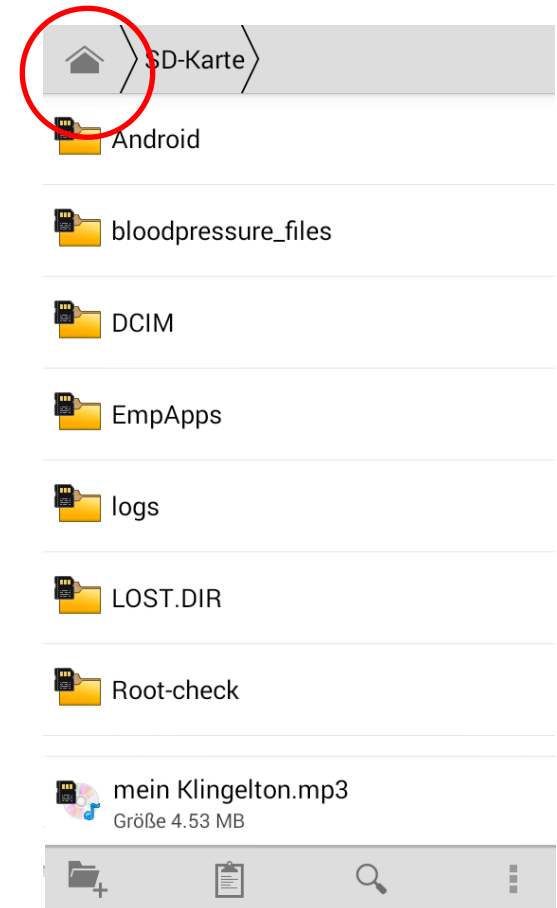 SD-Karte
Android
bloodpressure_files
DCIM
EmpApps
logs
LOST.DIR
Root-check
mein Klingelton.mp3
Größe 4.53 MB